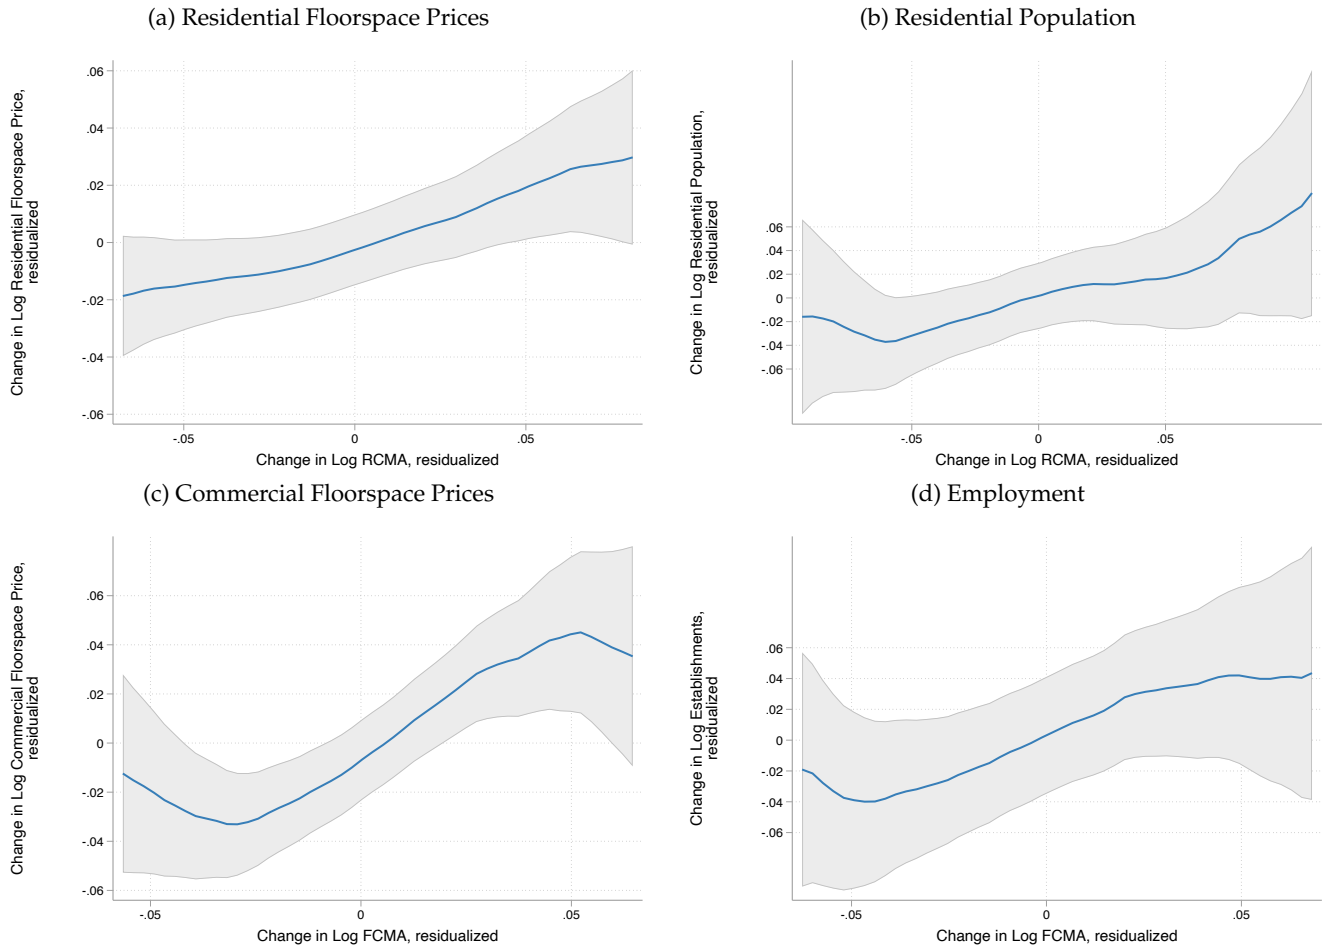 (a) Residential Floorspace Prices
Change in Log Residential Floorspace Price,
residualized
.06
.04
.02
0
-.02
-.04
-.06
-.05
0
.05
Change in Log RCMA, residualized
(b) Residential Population
Change in Log Residential Population,
residualized
.06
.04
.02
0
-.02
-.04
-.06
-.05
0
.05
Change in Log RCMA, residualized
(c) Commercial Floorspace Prices
Change in Log Commercial Floorspace Price,
residualized
.06
.04
.02
0
-.02
-.04
-.06
-.05
0
.05
Change in Log FCMA, residualized
(d) Employment
Change in Log Establishments,
residualized
.06
.04
.02
0
-.02
-.04
-.06
-.05
0
.05
Change in Log FCMA, residualized